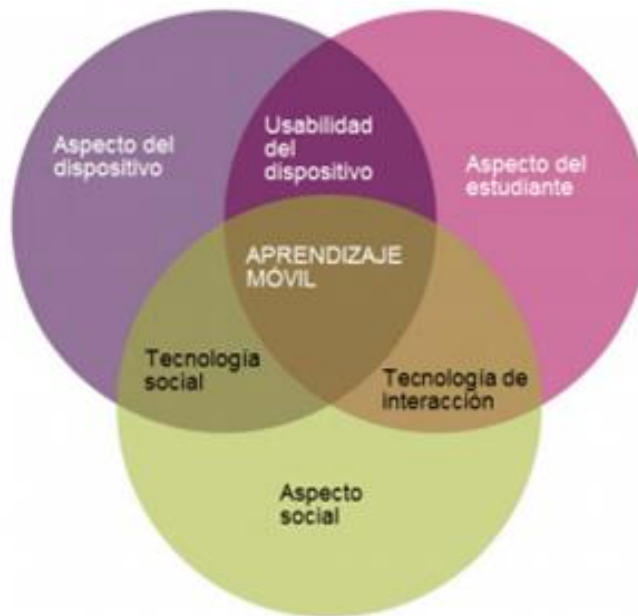 Aspecto del
dispositivo
Usabilidad
del
dispositivo
Aspecto del
estudiante
APRENDIZAJE
MÓVIL
Tecnología
social
Tecnología de
interacción
Aspecto
social